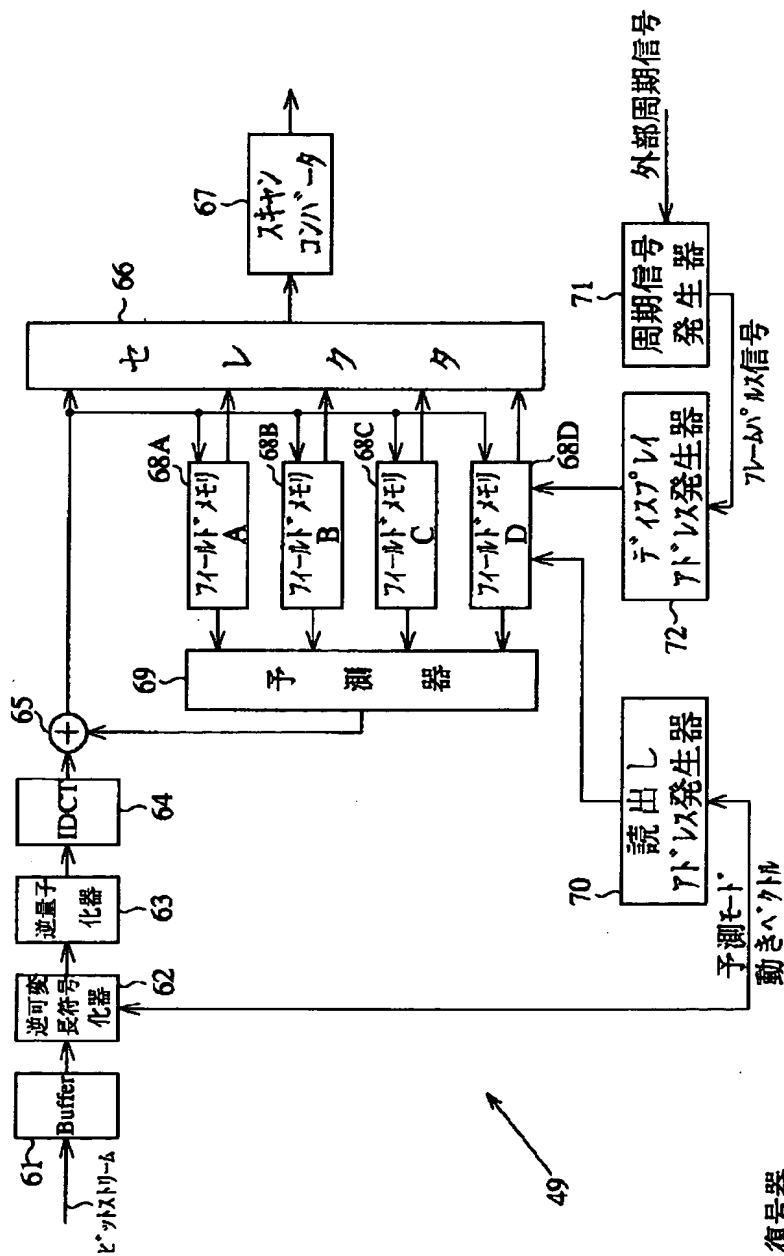 ビットストリーム
61
Buffer
逆可変
長符号
化器
62
逆量子
化器
63
IDCT
64
65
+
セレクタ
66
スキャン
コンバータ
67
フィールドメモリ
A
68A
フィールドメモリ
B
68B
フィールドメモリ
C
68C
フィールドメモリ
D
68D
予測器
69
読出し
アドレス発生器
70
予測モード
動きベクトル
ディスプレイ
アドレス発生器
72
周期信号
発生器
71
外部周期信号
フレームパルス信号
49
復号器